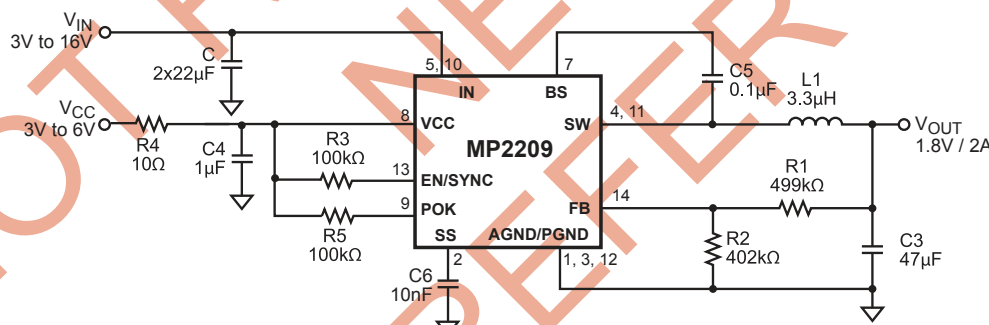 V_IN
3V to 16V
C
2x22µF
V_CC
3V to 6V
R4
10Ω
C4
1µF
R3
100kΩ
R5
100kΩ
5, 10
7
IN
BS
8
VCC
SW
4, 11
MP2209
13
EN/SYNC
9
POK
FB
14
SS
AGND/PGND
2
1, 3, 12
C6
10nF
C5
0.1µF
L1
3.3µH
V_OUT
1.8V / 2A
R1
499kΩ
R2
402kΩ
C3
47µF